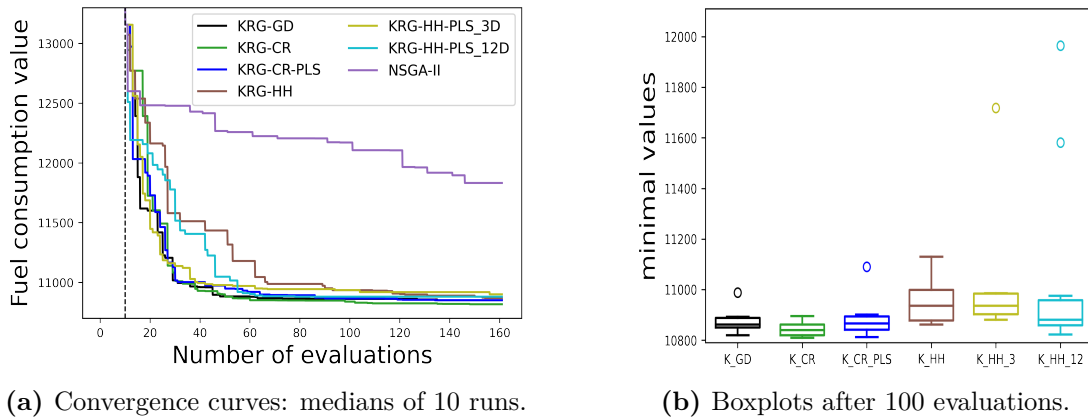 13000
12500
12000
11500
11000
Fuel consumption value
KRG-GD
KRG-CR
KRG-CR-PLS
KRG-HH
KRG-HH-PLS_3D
KRG-HH-PLS_12D
NSGA-II
0 20 40 60 80 100 120 140 160
Number of evaluations
(a) Convergence curves: medians of 10 runs.
12000
11800
11600
11400
11200
11000
10800
minimal values
K_GD K_CR K_CR_PLS K_HH K_HH_3 K_HH_12
(b) Boxplots after 100 evaluations.